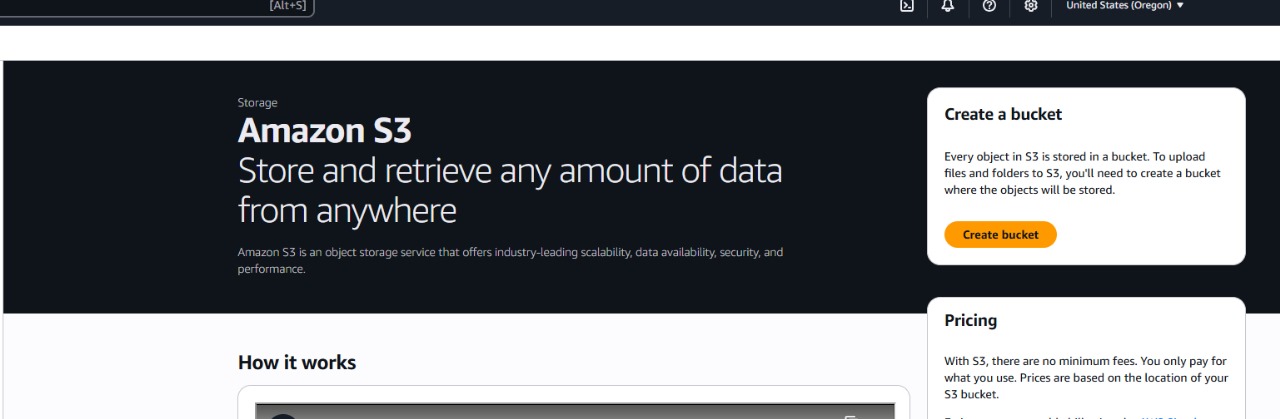 [Alt+S]
United States (Oregon)
Storage
Amazon S3
Store and retrieve any amount of data
from anywhere
Amazon S3 is an object storage service that offers industry-leading scalability, data availability, security, and
performance.
Create a bucket
Every object in S3 is stored in a bucket. To upload
files and folders to S3, you'll need to create a bucket
where the objects will be stored.
Create bucket
How it works
Pricing
With S3, there are no minimum fees. You only pay for
what you use. Prices are based on the location of your
S3 bucket.